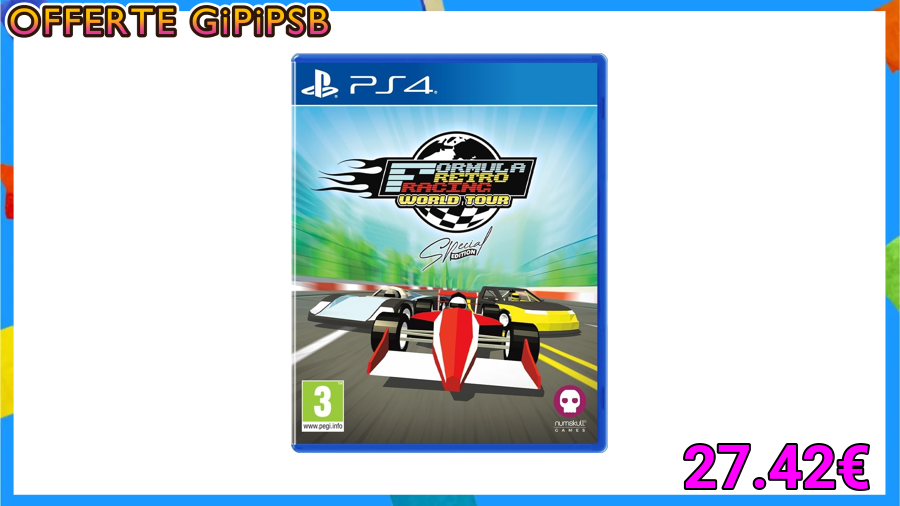 OFFERTE GiPiPSB
PS4
FORMULA
RETRO
RACING
WORLD TOUR
Special
EDITION
3
www.pegi.info
numskull
GAMES
27.42€